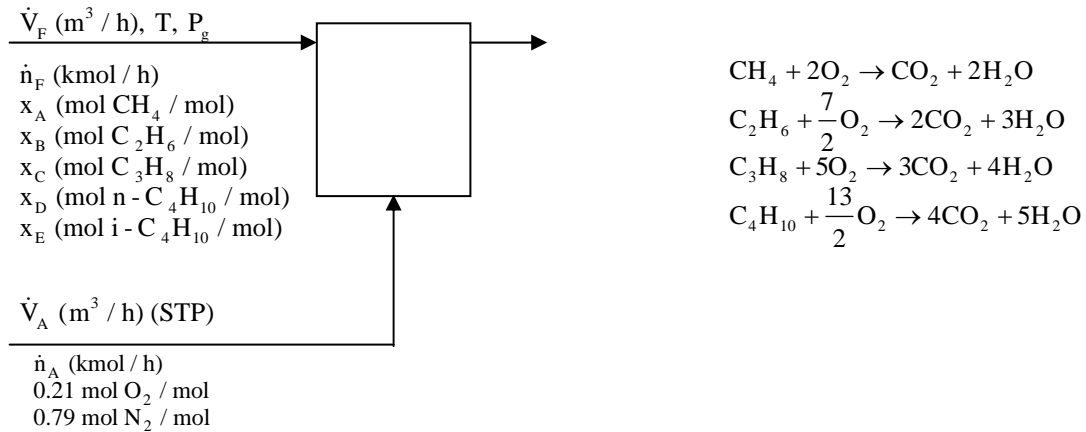 V̇_F (m³ / h), T, P_g
ṅ_F (kmol / h)
x_A (mol CH₄ / mol)
x_B (mol C₂H₆ / mol)
x_C (mol C₃H₈ / mol)
x_D (mol n - C₄H₁₀ / mol)
x_E (mol i - C₄H₁₀ / mol)
V̇_A (m³ / h) (STP)
ṅ_A (kmol / h)
0.21 mol O₂ / mol
0.79 mol N₂ / mol
CH₄ + 2O₂ → CO₂ + 2H₂O
C₂H₆ + 7/2 O₂ → 2CO₂ + 3H₂O
C₃H₈ + 5O₂ → 3CO₂ + 4H₂O
C₄H₁₀ + 13/2 O₂ → 4CO₂ + 5H₂O